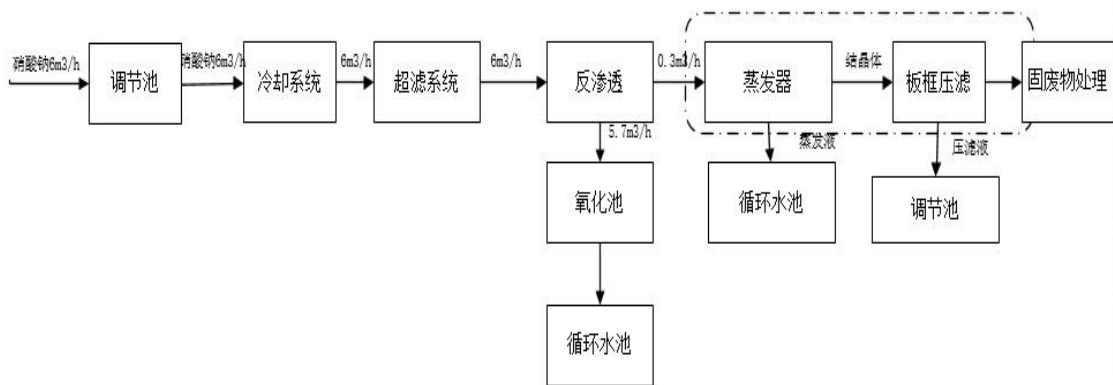 硝酸钠6m3/h
调节池
硝酸钠6m3/h
冷却系统
6m3/h
超滤系统
6m3/h
反渗透
0.3m3/h
蒸发器
结晶体
板框压滤
固废物处理
5.7m3/h
蒸发液
压滤液
氧化池
循环水池
调节池
循环水池